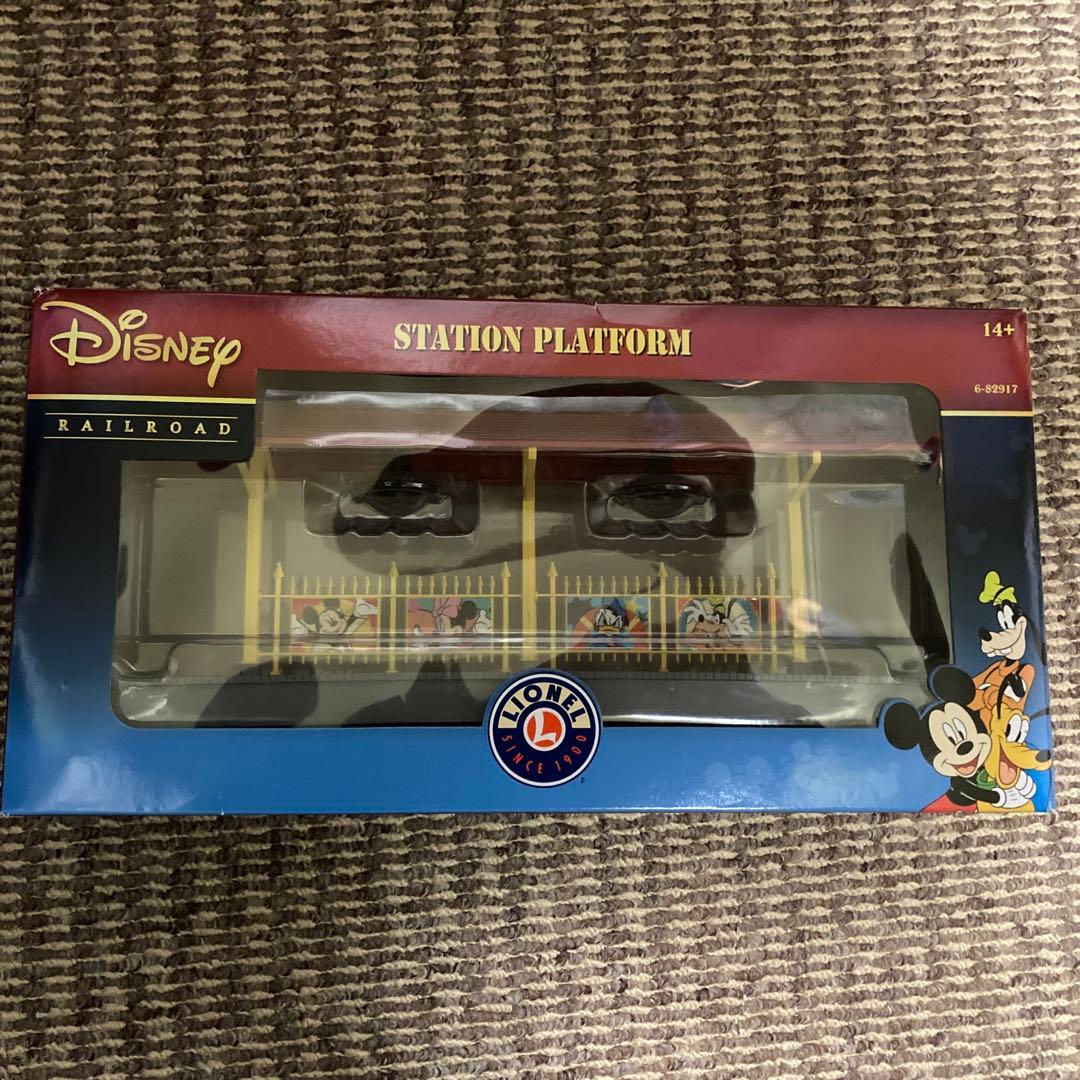 Disney
RAILROAD
STATION PLATFORM
14+
6-82917
LIONEL
L
SINCE 1900